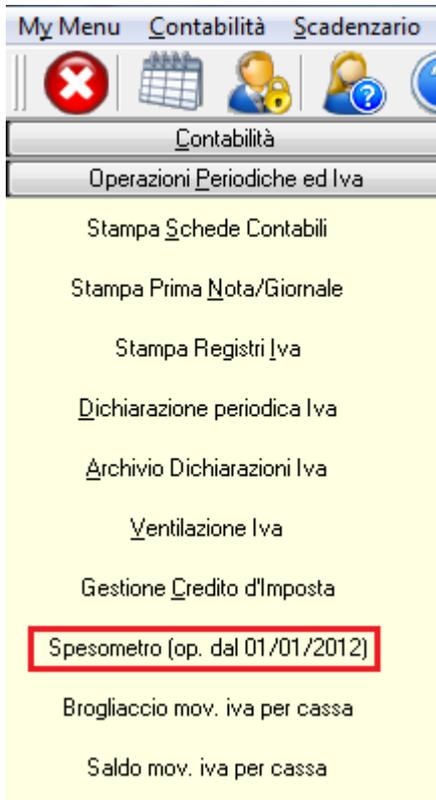 My Menu Contabilità Scadenzario
Contabilità
Operazioni Periodiche ed Iva
Stampa Schede Contabili
Stampa Prima Nota/Giornale
Stampa Registri Iva
Dichiarazione periodica Iva
Archivio Dichiarazioni Iva
Ventilazione Iva
Gestione Credito d'Imposta
Spesometro (op. dal 01/01/2012)
Brogliaccio mov. iva per cassa
Saldo mov. iva per cassa